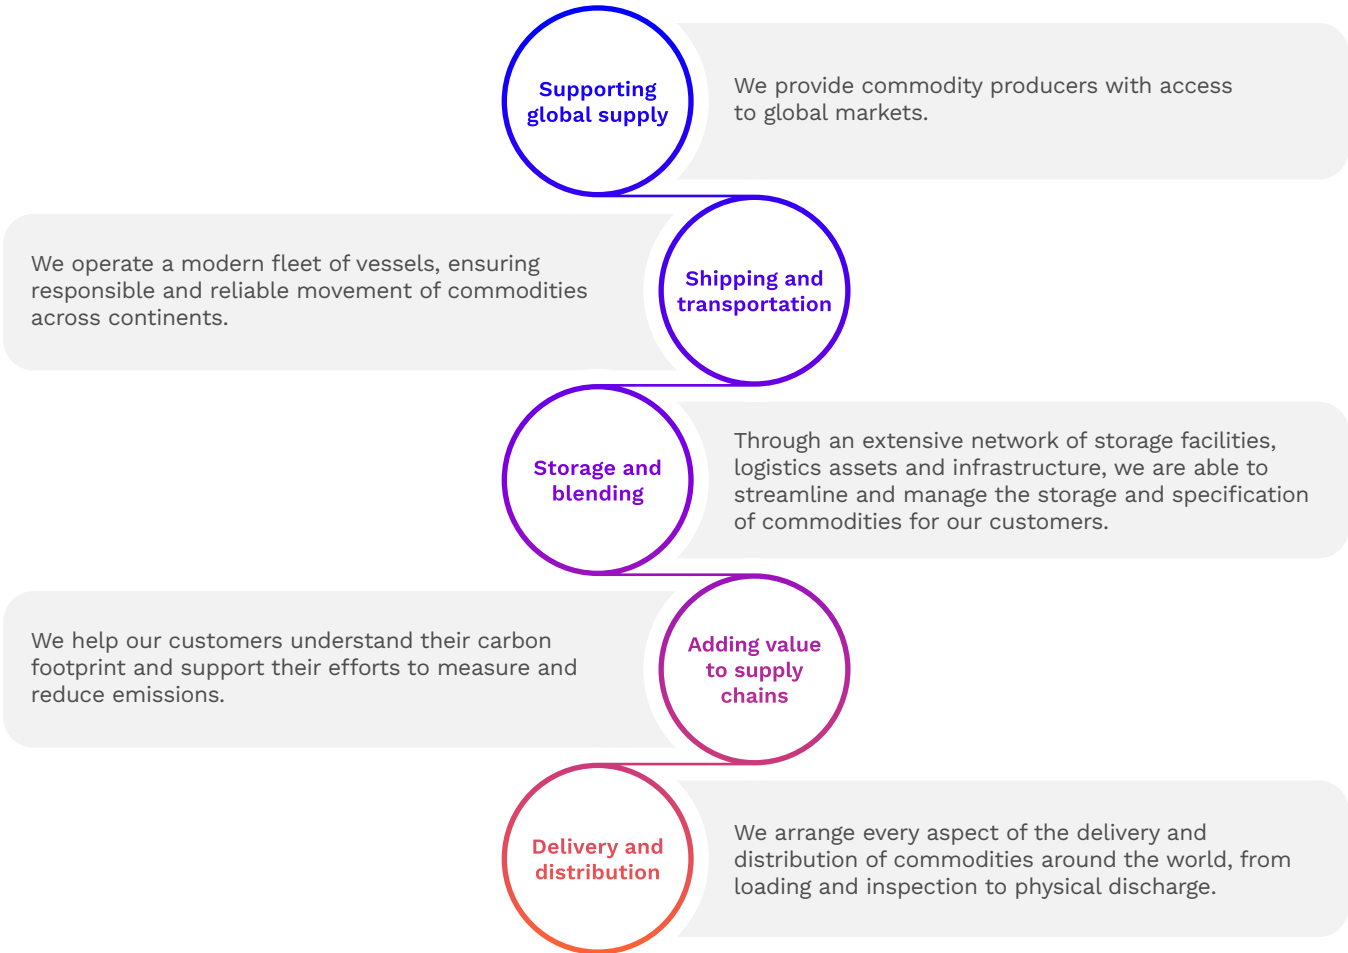 Supporting
global supply
We provide commodity producers with access
to global markets.
We operate a modern fleet of vessels, ensuring
responsible and reliable movement of commodities
across continents.
Shipping and
transportation
Storage and
blending
Through an extensive network of storage facilities,
logistics assets and infrastructure, we are able to
streamline and manage the storage and specification
of commodities for our customers.
We help our customers understand their carbon
footprint and support their efforts to measure and
reduce emissions.
Adding value
to supply
chains
Delivery and
distribution
We arrange every aspect of the delivery and
distribution of commodities around the world, from
loading and inspection to physical discharge.